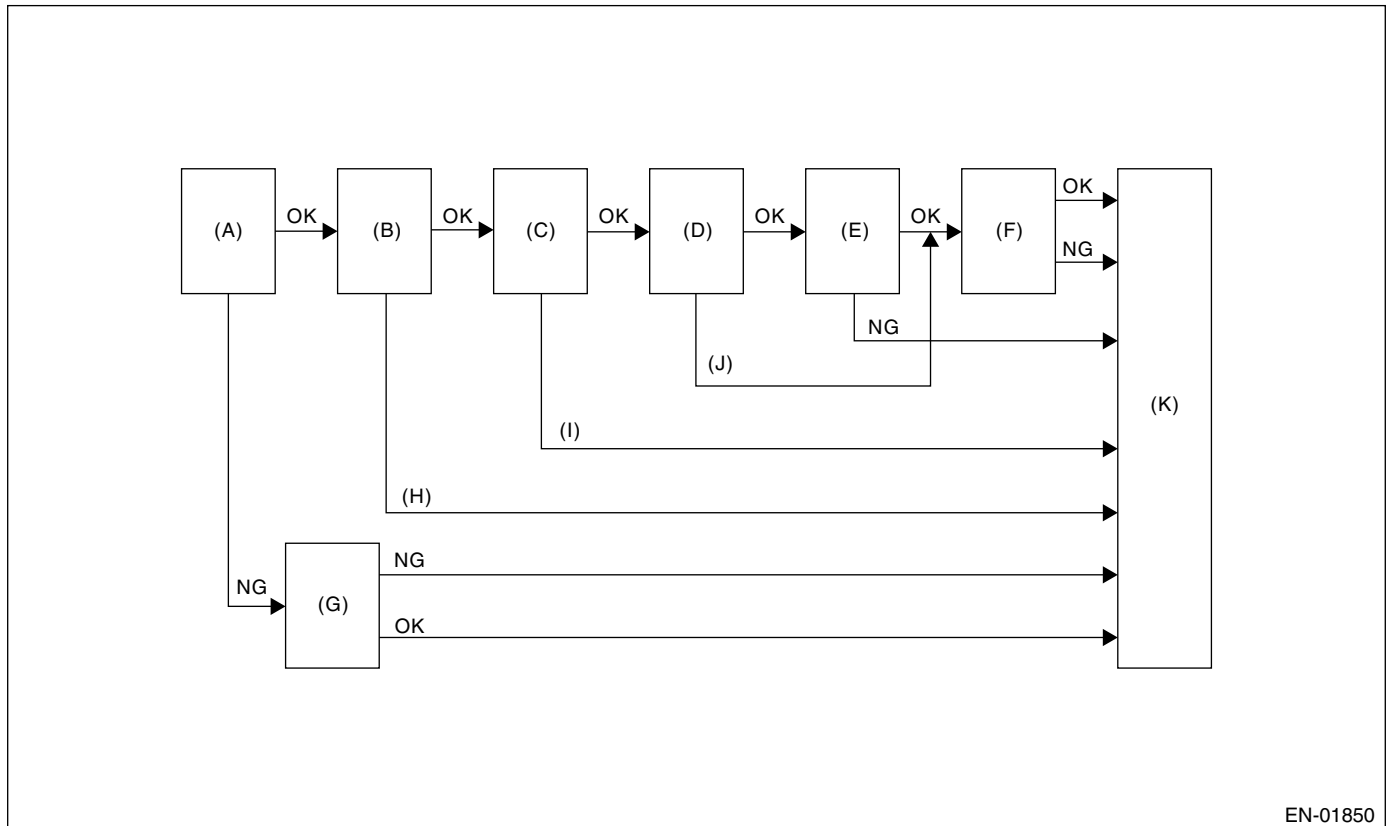 OK
NG
(A)
OK
(B)
OK
(C)
OK
(D)
OK
(E)
OK
(F)
NG
(J)
(K)
(I)
(H)
NG
NG
(G)
OK
EN-01850